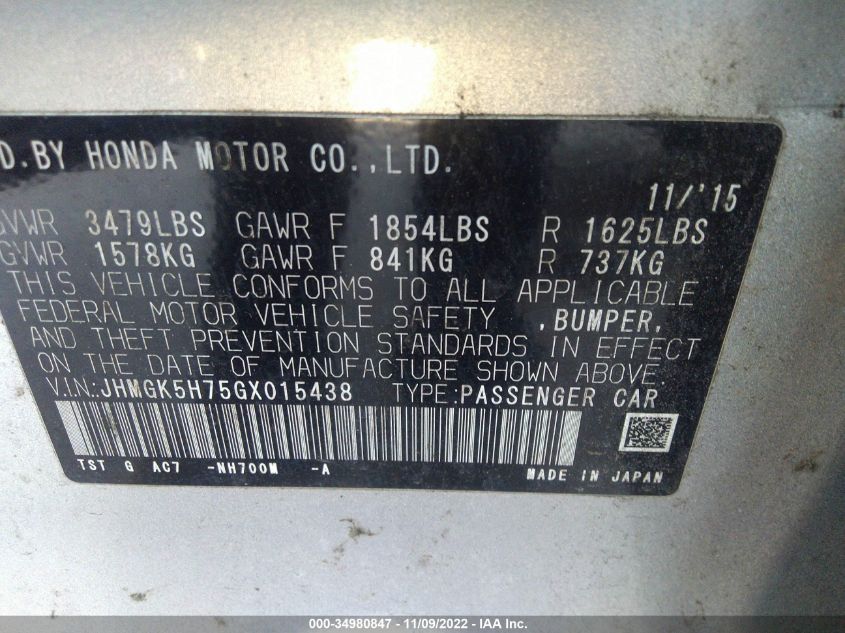 D.BY HONDA MOTOR CO.,LTD.
11/'15
GVWR 3479LBS GAWR F 1854LBS R 1625LBS
GVWR 1578KG GAWR F 841KG R 737KG
THIS VEHICLE CONFORMS TO ALL APPLICABLE
FEDERAL MOTOR VEHICLE SAFETY ,BUMPER,
AND THEFT PREVENTION STANDARDS IN EFFECT
ON THE DATE OF MANUFACTURE SHOWN ABOVE.
V.I.N.:JHMGK5H75GX015438 TYPE:PASSENGER CAR
TST G AC7 -NH700M -A MADE IN JAPAN
000-34980847 - 11/09/2022 - IAA Inc.